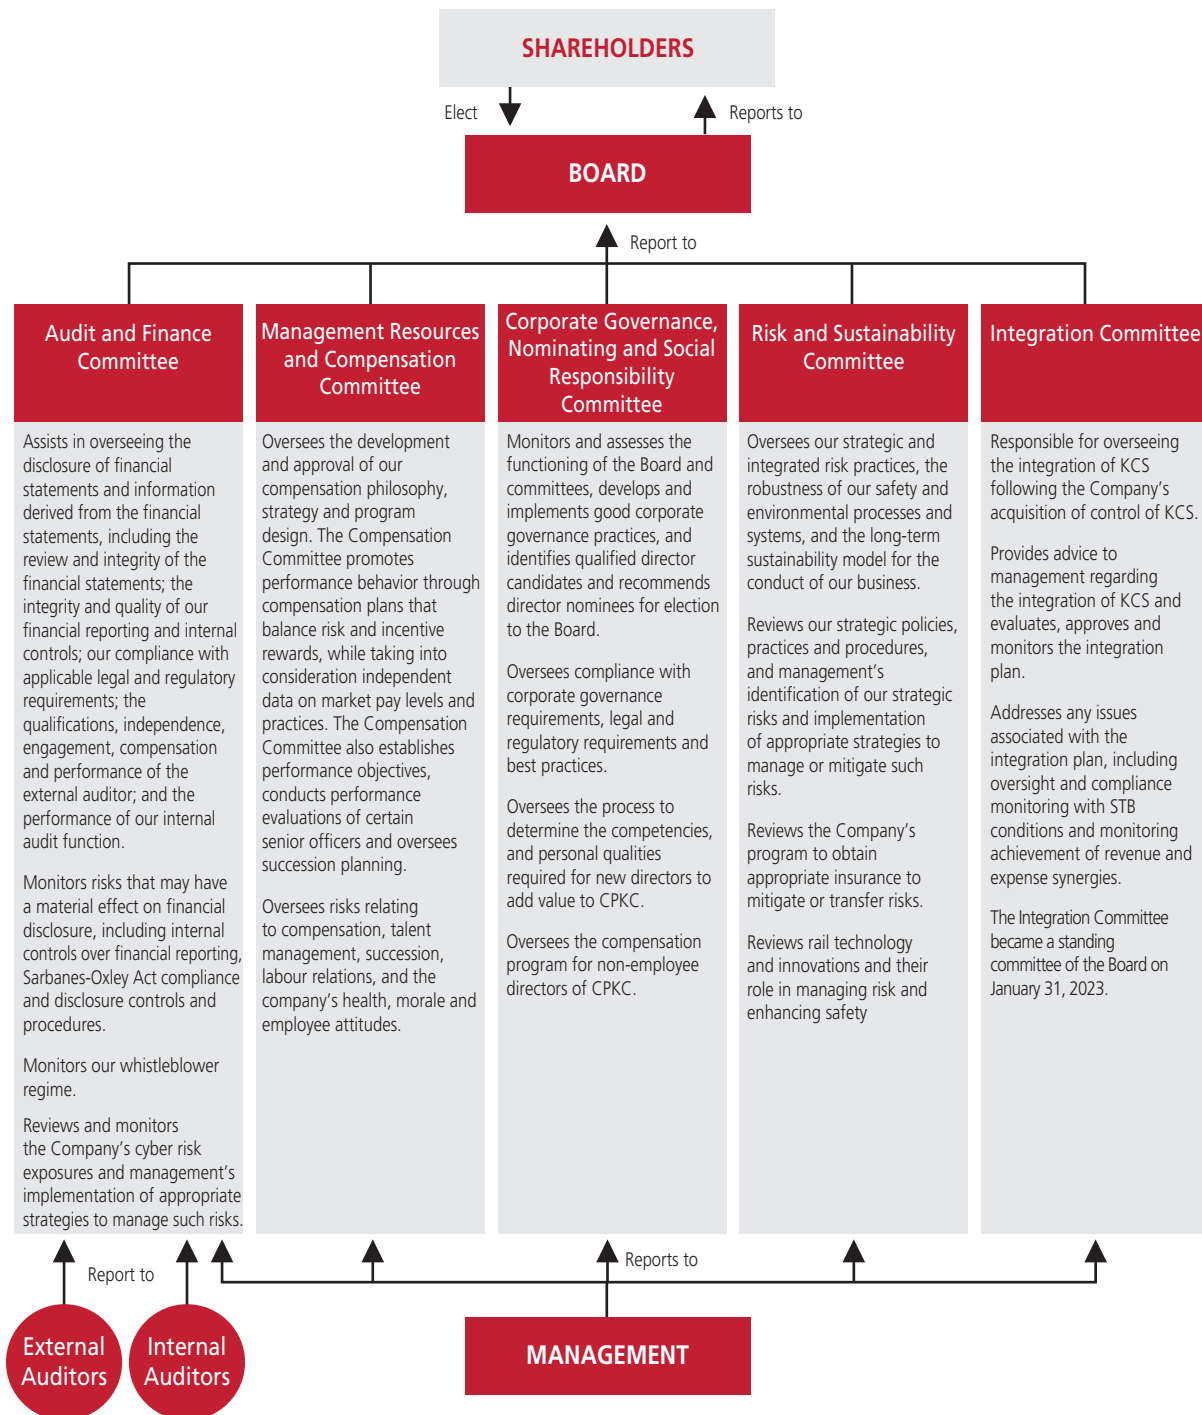 SHAREHOLDERS
Elect
Reports to
BOARD
Report to
Audit and Finance
Committee
Assists in overseeing the
disclosure of financial
statements and information
derived from the financial
statements, including the
review and integrity of the
financial statements; the
integrity and quality of our
financial reporting and internal
controls; our compliance with
applicable legal and regulatory
requirements; the
qualifications, independence,
engagement, compensation
and performance of the
external auditor; and the
performance of our internal
audit function.
Monitors risks that may have
a material effect on financial
disclosure, including internal
controls over financial reporting,
Sarbanes-Oxley Act compliance
and disclosure controls and
procedures.
Monitors our whistleblower
regime.
Reviews and monitors
the Company’s cyber risk
exposures and management’s
implementation of appropriate
strategies to manage such risks.
Management Resources
and Compensation
Committee
Oversees the development
and approval of our
compensation philosophy,
strategy and program
design. The Compensation
Committee promotes
performance behavior through
compensation plans that
balance risk and incentive
rewards, while taking into
consideration independent
data on market pay levels and
practices. The Compensation
Committee also establishes
performance objectives,
conducts performance
evaluations of certain
senior officers and oversees
succession planning.
Oversees risks relating
to compensation, talent
management, succession,
labour relations, and the
company’s health, morale and
employee attitudes.
Corporate Governance,
Nominating and Social
Responsibility
Committee
Monitors and assesses the
functioning of the Board and
committees, develops and
implements good corporate
governance practices, and
identifies qualified director
candidates and recommends
director nominees for election
to the Board.
Oversees compliance with
corporate governance
requirements, legal and
regulatory requirements and
best practices.
Oversees the process to
determine the competencies,
and personal qualities
required for new directors to
add value to CPKC.
Oversees the compensation
program for non-employee
directors of CPKC.
Risk and Sustainability
Committee
Oversees our strategic and
integrated risk practices, the
robustness of our safety and
environmental processes and
systems, and the long-term
sustainability model for the
conduct of our business.
Reviews our strategic policies,
practices and procedures,
and management’s
identification of our strategic
risks and implementation
of appropriate strategies to
manage or mitigate such
risks.
Reviews the Company’s
program to obtain
appropriate insurance to
mitigate or transfer risks.
Reviews rail technology
and innovations and their
role in managing risk and
enhancing safety
Integration Committee
Responsible for overseeing
the integration of KCS
following the Company’s
acquisition of control of KCS.
Provides advice to
management regarding
the integration of KCS and
evaluates, approves and
monitors the integration
plan.
Addresses any issues
associated with the
integration plan, including
oversight and compliance
monitoring with STB
conditions and monitoring
achievement of revenue and
expense synergies.
The Integration Committee
became a standing
committee of the Board on
January 31, 2023.
Report to
Reports to
External
Auditors
Internal
Auditors
MANAGEMENT